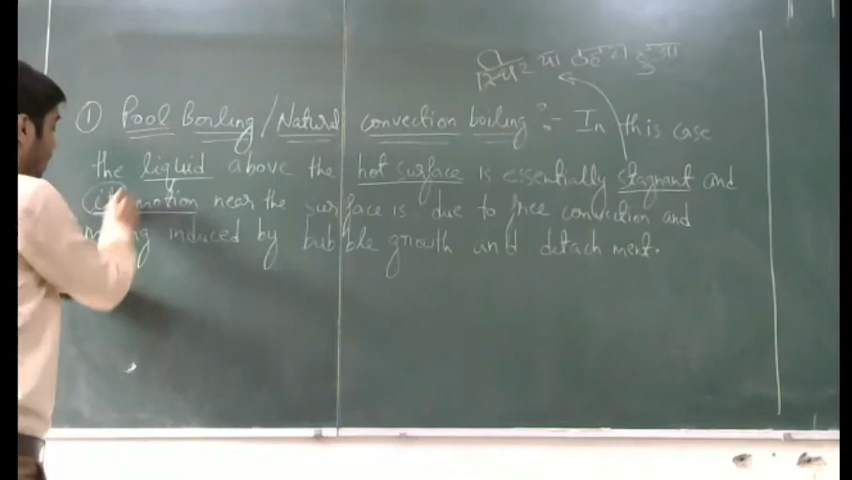 स्थिर या ठहरा हुआ
① Pool Boiling / Natural convection boiling :- In this case
the liquid above the hot surface is essentially stagnant and
its motion near the surface is due to free convection and
induced by bubble growth and detachment.